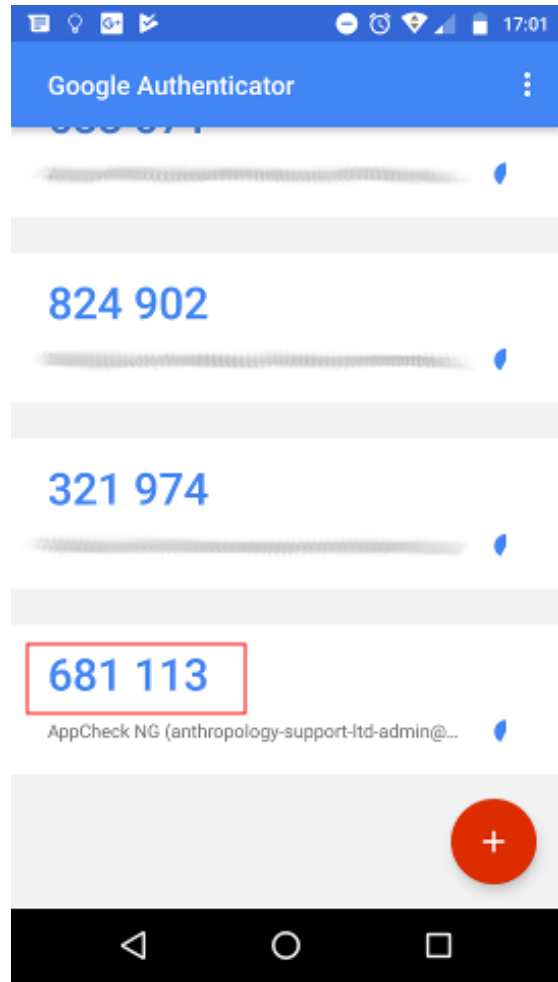 17:01
Google Authenticator
824 902
321 974
681 113
AppCheck NG (anthropology-support-ltd-admin@...